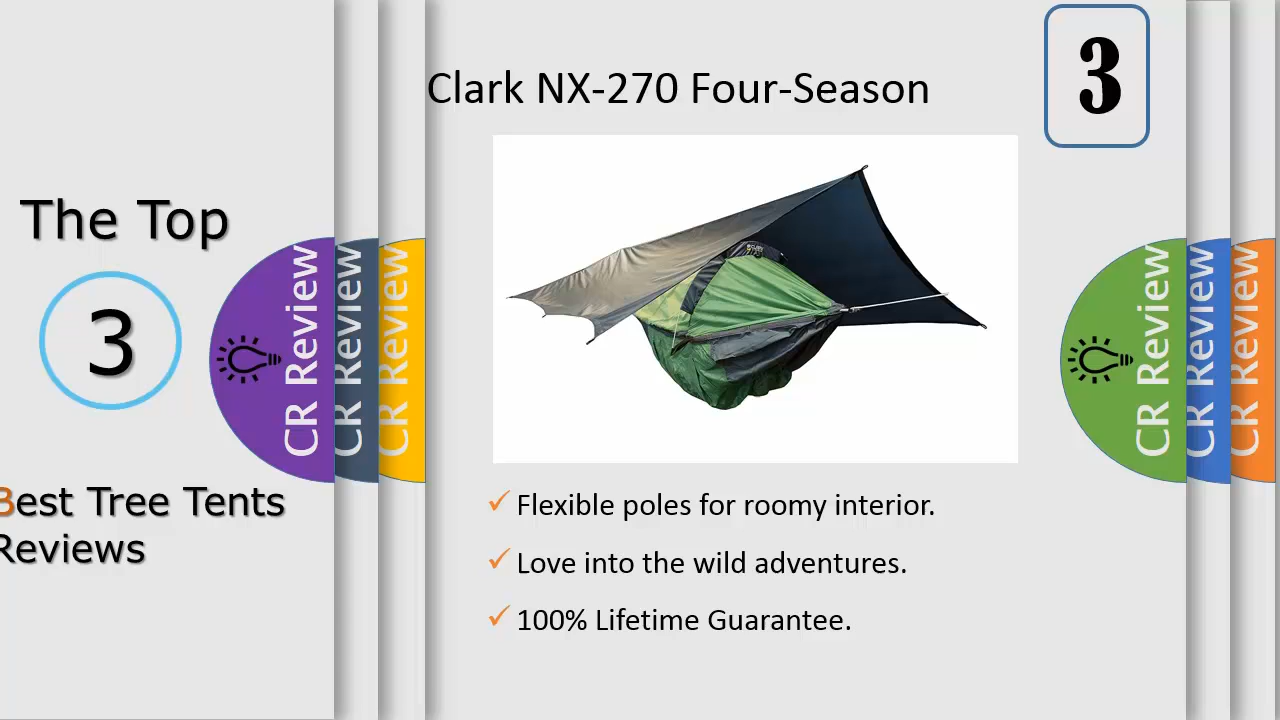 The Top
3
Best Tree Tents
Reviews
CR Review
CR Review
CR Review
Clark NX-270 Four-Season
3
Flexible poles for roomy interior.
Love into the wild adventures.
100% Lifetime Guarantee.
CR Review
CR Review
CR Review